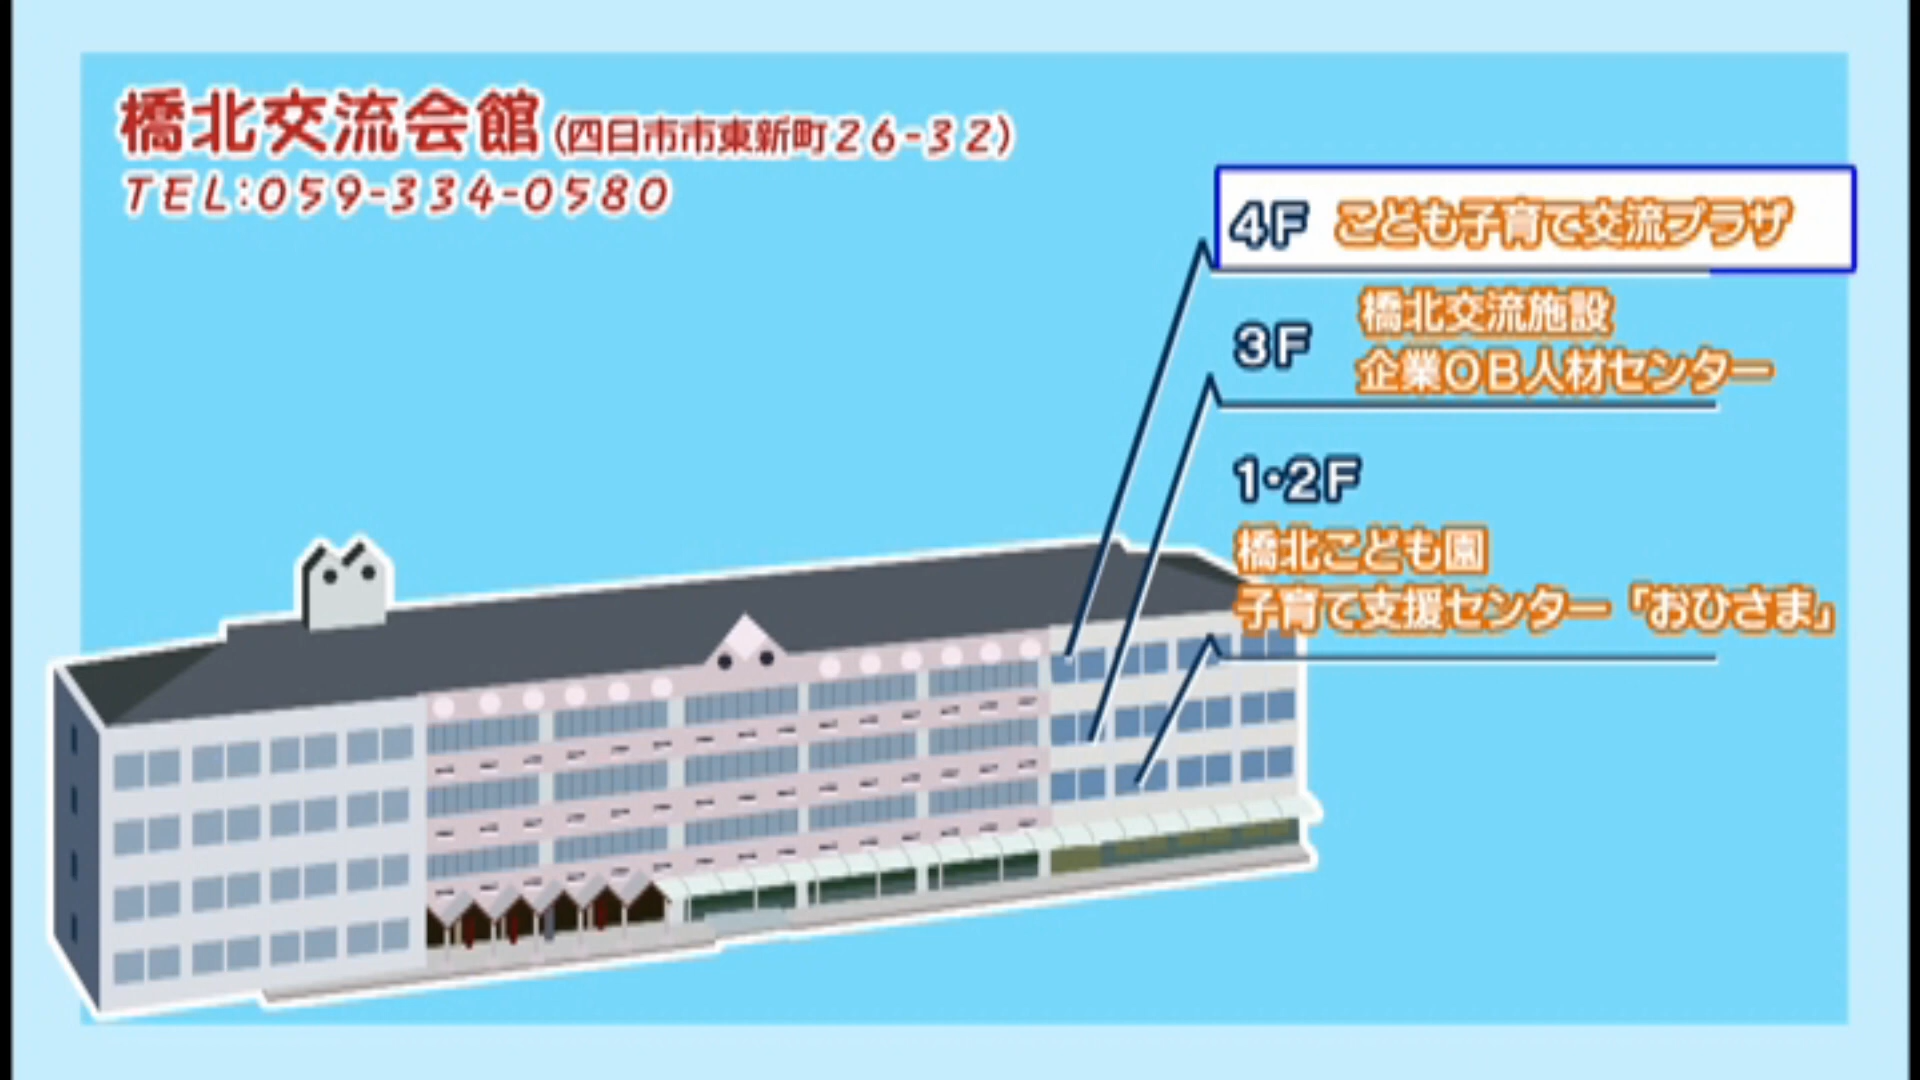 橋北交流会館(四日市市東新町26-32)
TEL:059-334-0580
4F こども子育て交流プラザ
3F 橋北交流施設
企業OB人材センター
1・2F
橋北こども園
子育て支援センター「おひさま」